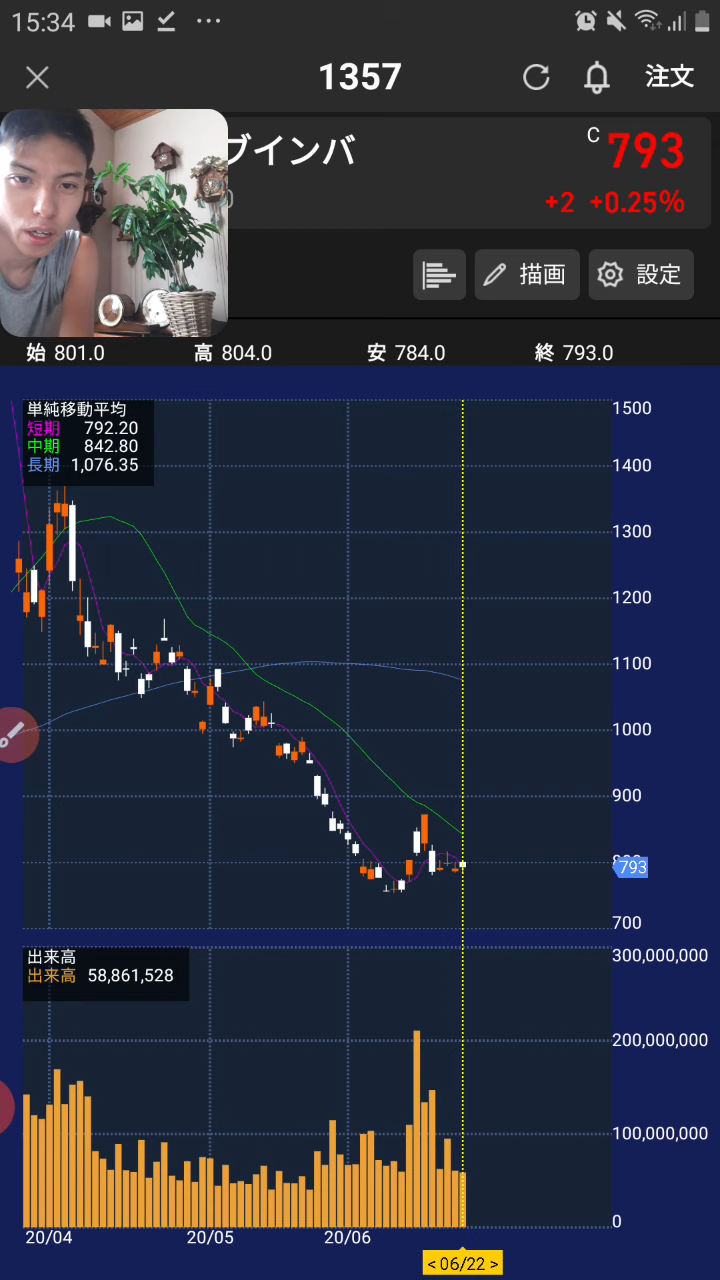 15:34
1357
注文
ブインバ
C 793
+2 +0.25%
描画
設定
始 801.0 高 804.0 安 784.0 終 793.0
単純移動平均
短期 792.20
中期 842.80
長期 1,076.35
1500
1400
1300
1200
1100
1000
900
793
700
出来高
出来高 58,861,528
300,000,000
200,000,000
100,000,000
0
20/04 20/05 20/06
< 06/22 >